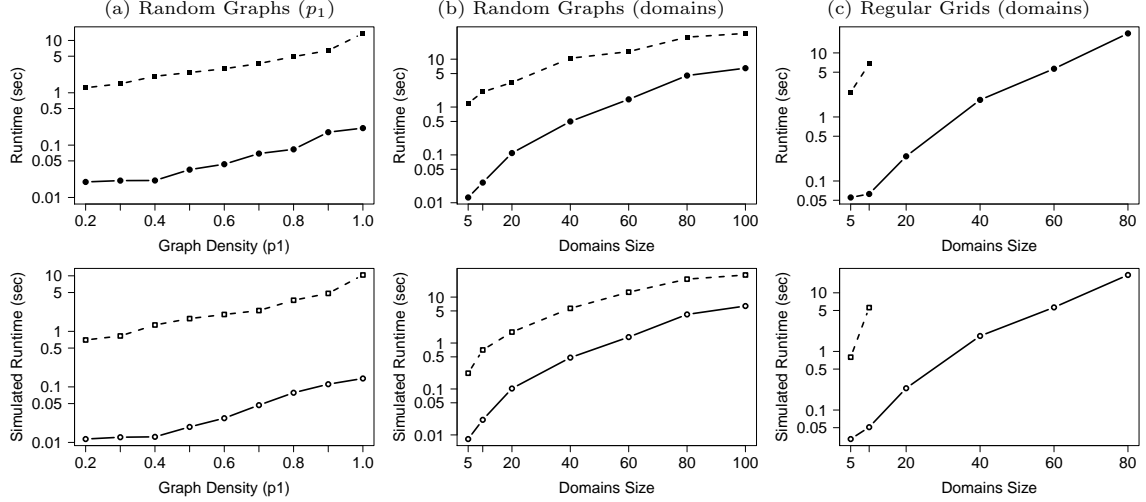 (a) Random Graphs (p1)
(b) Random Graphs (domains)
(c) Regular Grids (domains)
Runtime (sec)
10
5
1
0.5
0.1
0.05
0.01
0.2 0.4 0.6 0.8 1.0
Graph Density (p1)
Runtime (sec)
10
5
1
0.5
0.1
0.05
0.01
5 20 40 60 80 100
Domains Size
Runtime (sec)
10
5
1
0.5
0.1
0.05
5 20 40 60 80
Domains Size
Simulated Runtime (sec)
10
5
1
0.5
0.1
0.05
0.01
0.2 0.4 0.6 0.8 1.0
Graph Density (p1)
Simulated Runtime (sec)
10
5
1
0.5
0.1
0.05
0.01
5 20 40 60 80 100
Domains Size
Simulated Runtime (sec)
10
5
1
0.5
0.1
0.05
5 20 40 60 80
Domains Size